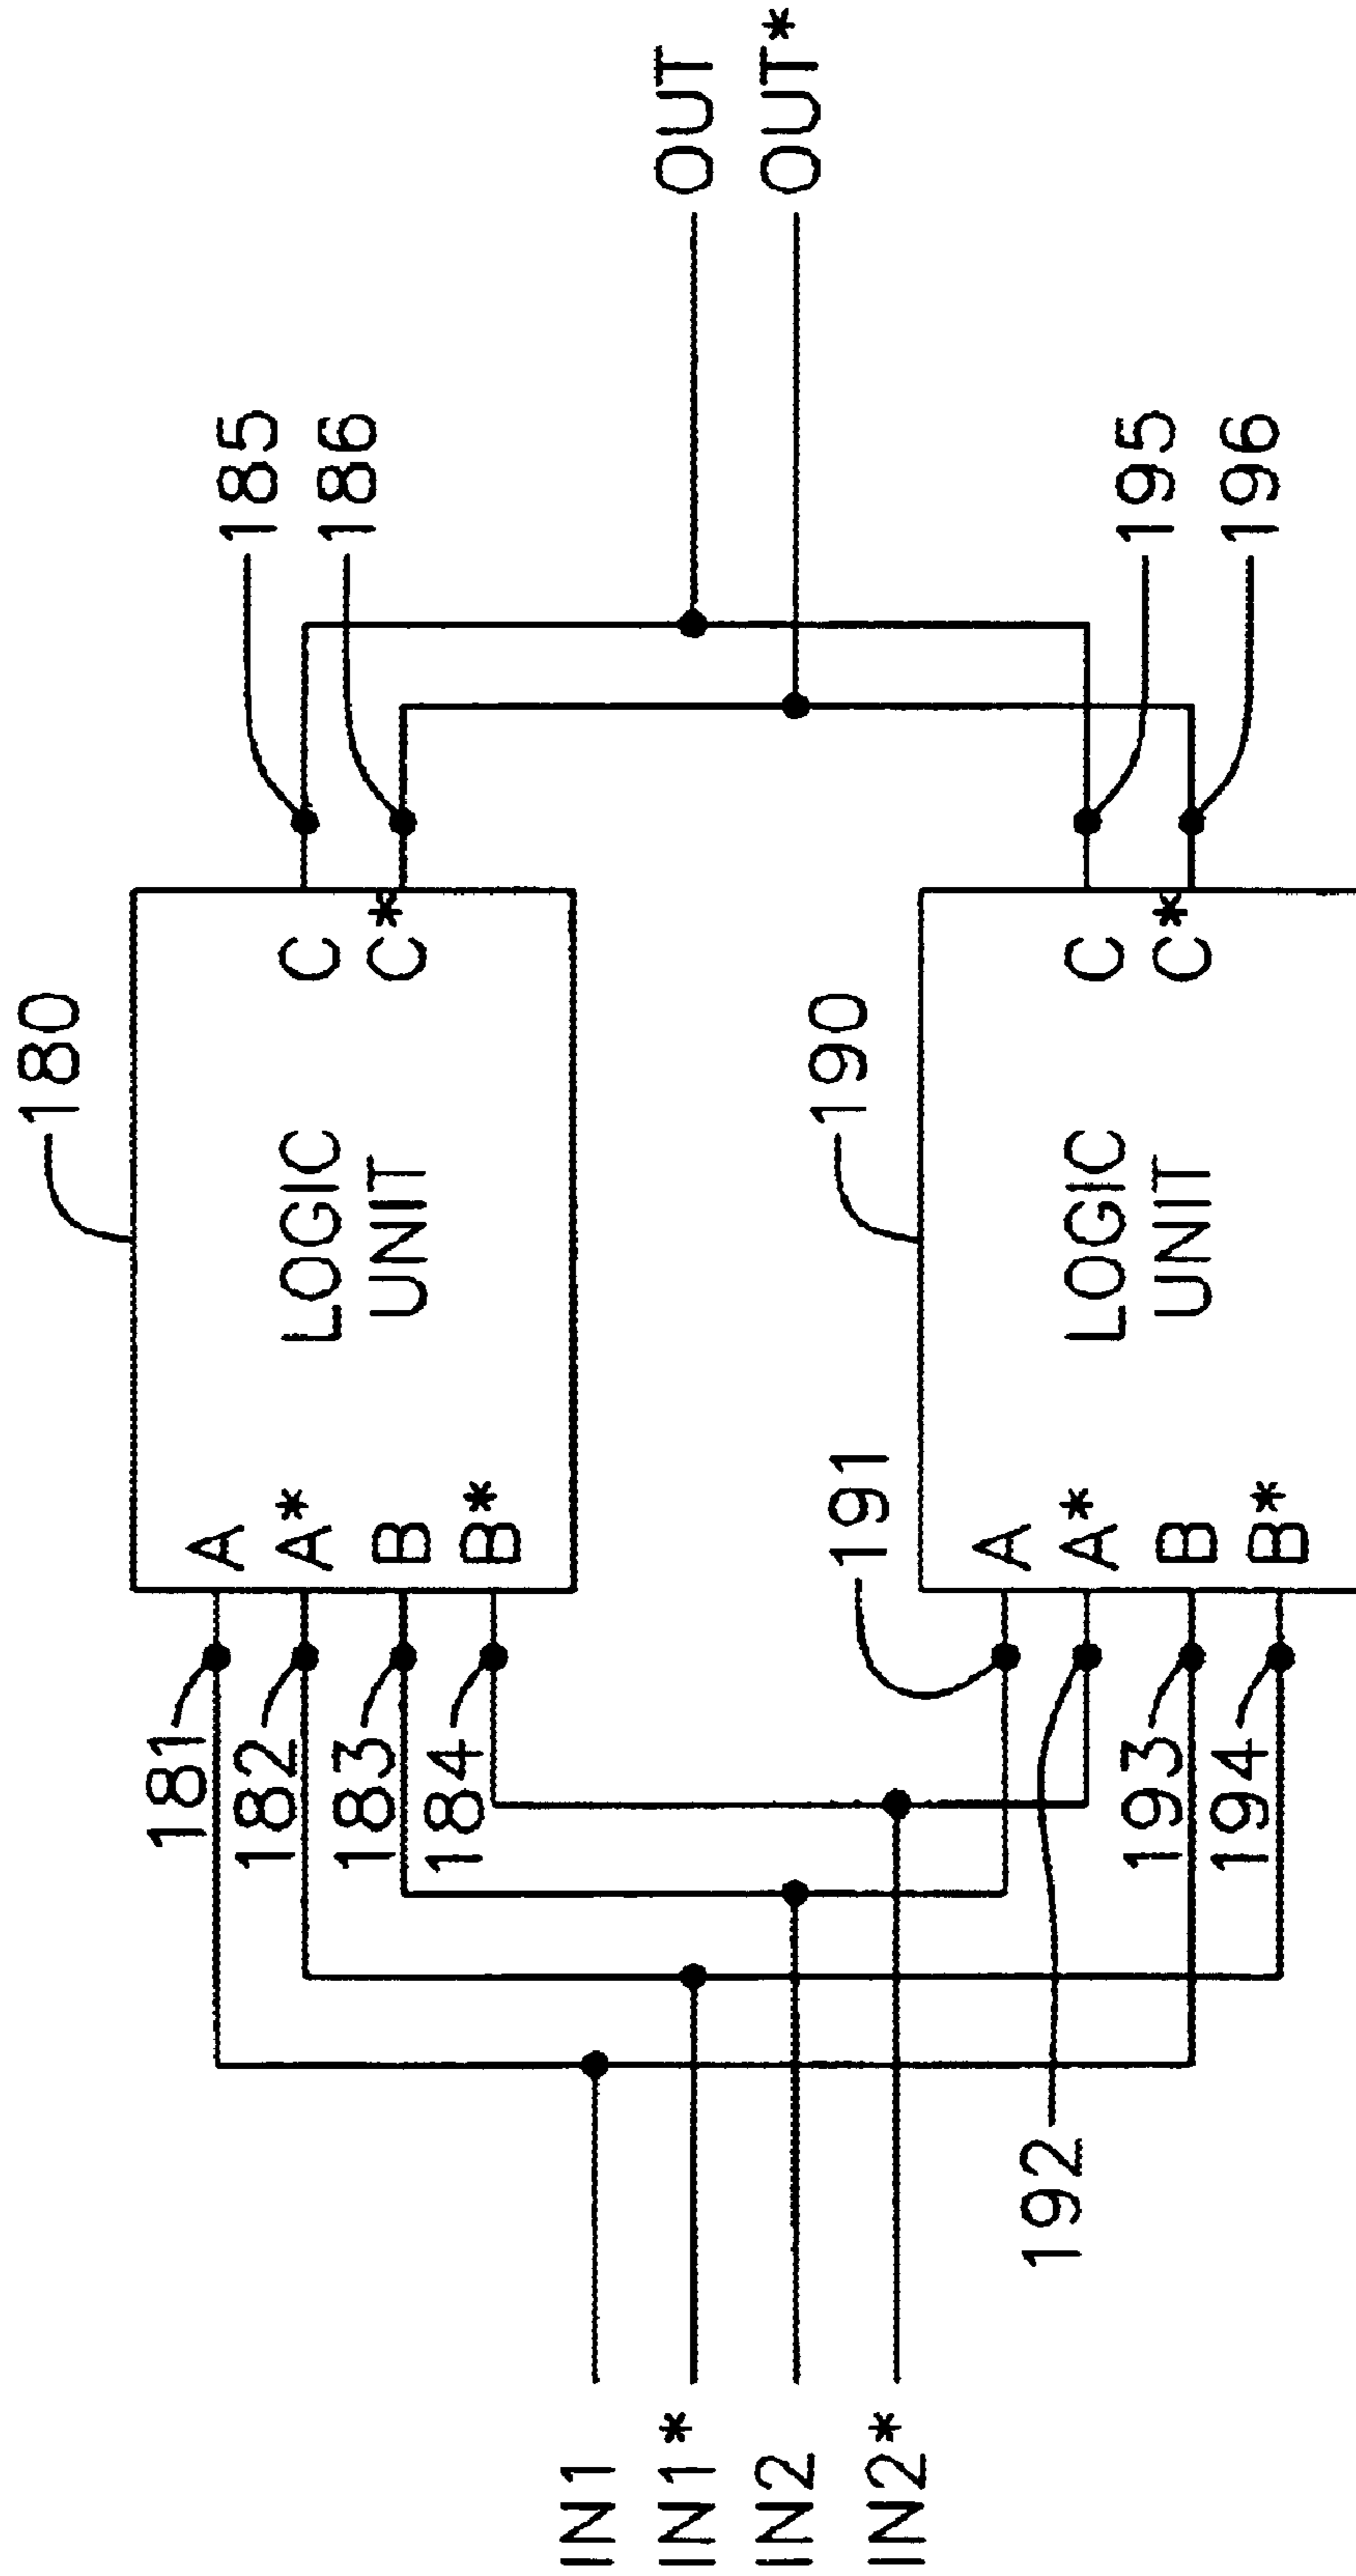 180
181
182
183
184
A
A*
B
B*
LOGIC
UNIT
C
C*
185
186
IN1
IN1*
IN2
IN2*
OUT
OUT*
190
191
192
193
194
A
A*
B
B*
LOGIC
UNIT
C
C*
195
196